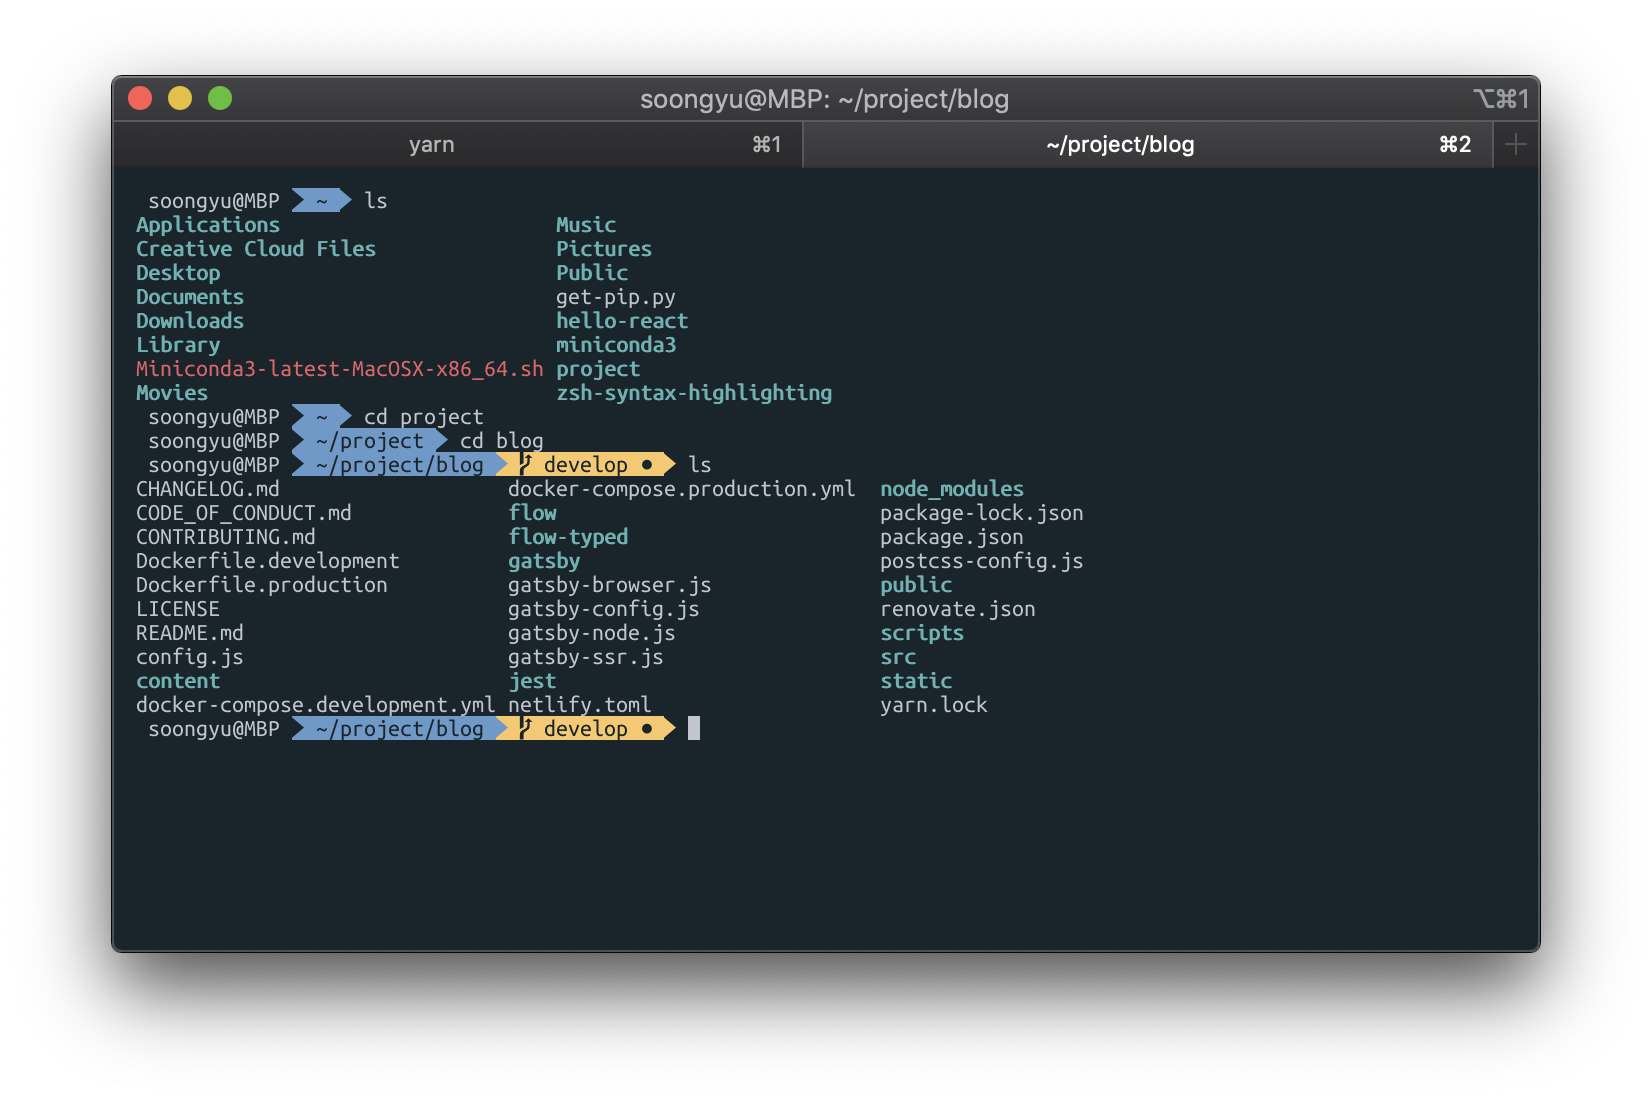 soongyu@MBP: ~/project/blog ⌥⌘1
yarn ⌘1 ~/project/blog ⌘2 +
soongyu@MBP ~ ls
Applications Music
Creative Cloud Files Pictures
Desktop Public
Documents get-pip.py
Downloads hello-react
Library miniconda3
Miniconda3-latest-MacOSX-x86_64.sh project
Movies zsh-syntax-highlighting
soongyu@MBP ~ cd project
soongyu@MBP ~/project cd blog
soongyu@MBP ~/project/blog develop ● ls
CHANGELOG.md docker-compose.production.yml node_modules
CODE_OF_CONDUCT.md flow package-lock.json
CONTRIBUTING.md flow-typed package.json
Dockerfile.development gatsby postcss-config.js
Dockerfile.production gatsby-browser.js public
LICENSE gatsby-config.js renovate.json
README.md gatsby-node.js scripts
config.js gatsby-ssr.js src
content jest static
docker-compose.development.yml netlify.toml yarn.lock
soongyu@MBP ~/project/blog develop ●